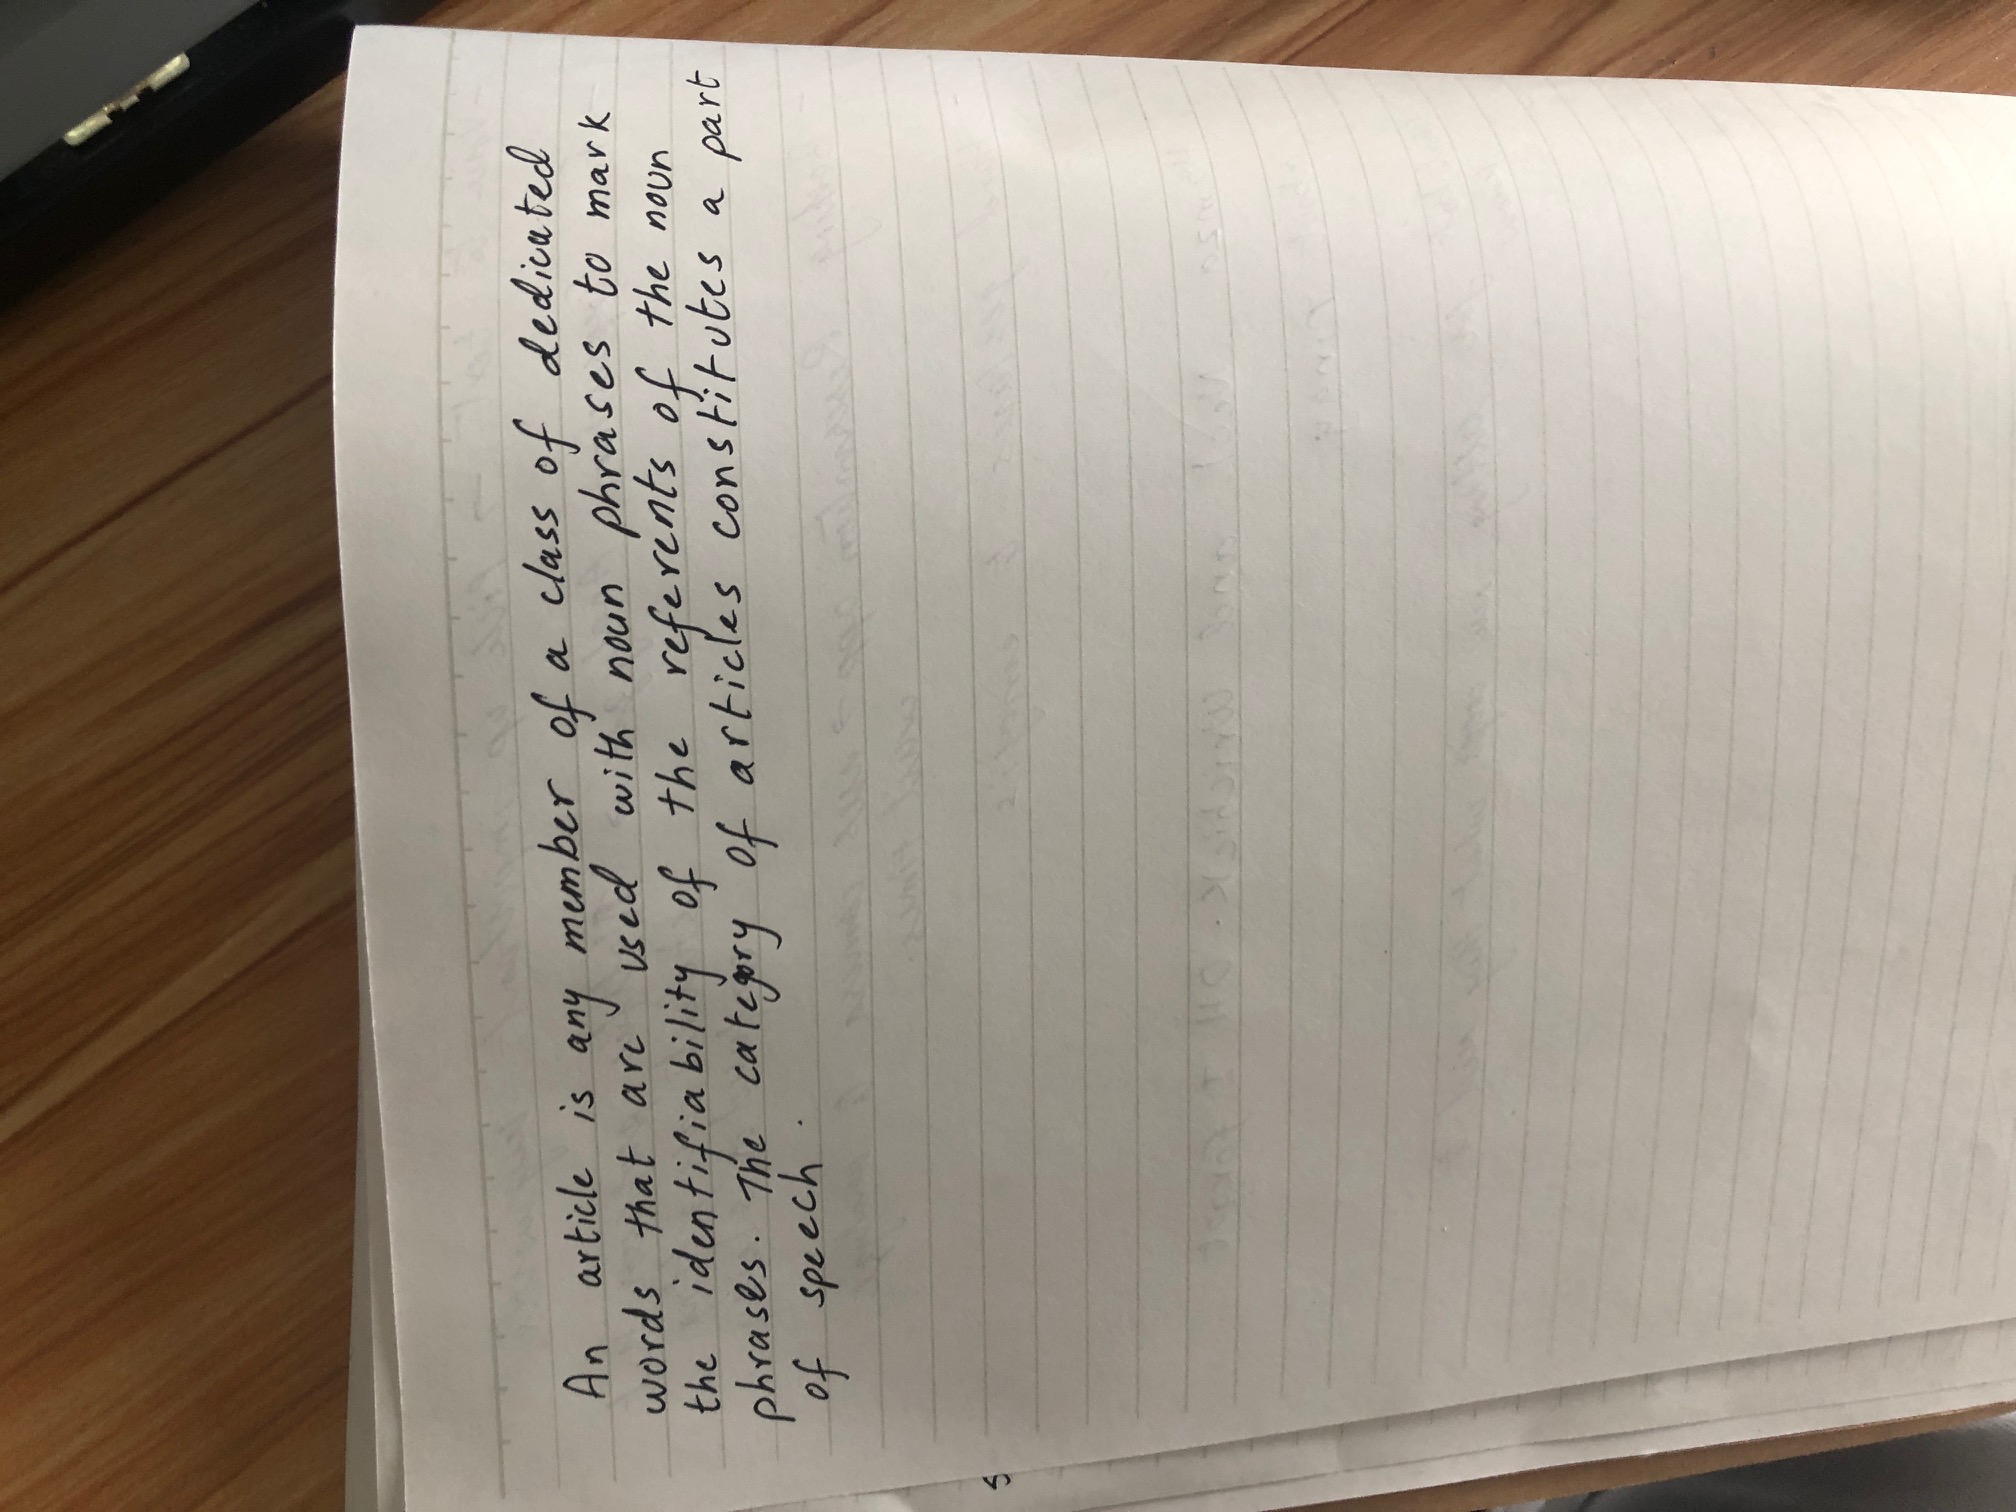 An article is any member of a class of dedicated
words that are used with noun phrases to mark
the identifiability of the referents of the noun
phrases. The category of articles constitutes a part
of speech.